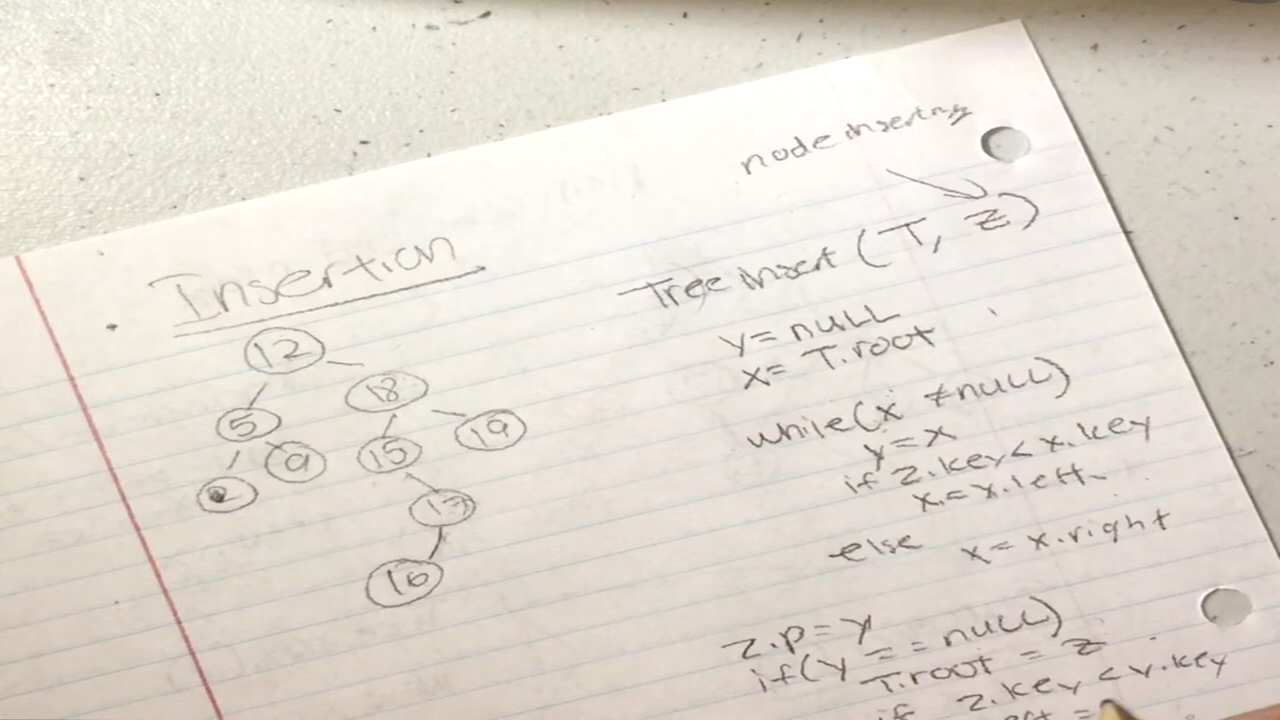 node inserting
Insertion
Tree insert (T, Z)
12
y = null
x = T.root
5
18
while(x ≠ null)
9
15
19
y = x
if z.key < x.key
x = x.left
17
else x = x.right
16
z.p = y
if(y == null)
T.root = z
if z.key < y.key